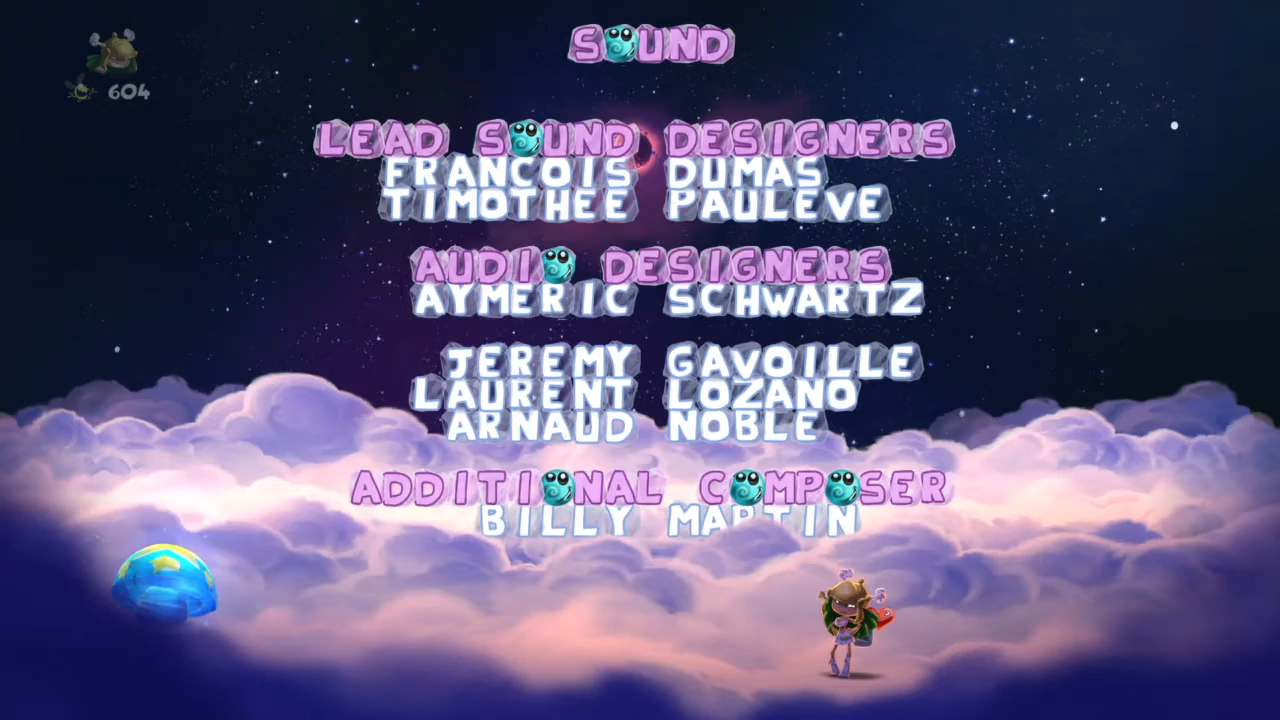 604
SOUND
LEAD SOUND DESIGNERS
FRANCOIS DUMAS
TIMOTHEE PAULEVE
AUDIO DESIGNERS
AYMERIC SCHWARTZ
JEREMY GAVOILLE
LAURENT LOZANO
ARNAUD NOBLE
ADDITIONAL COMPOSER
BILLY MARTIN